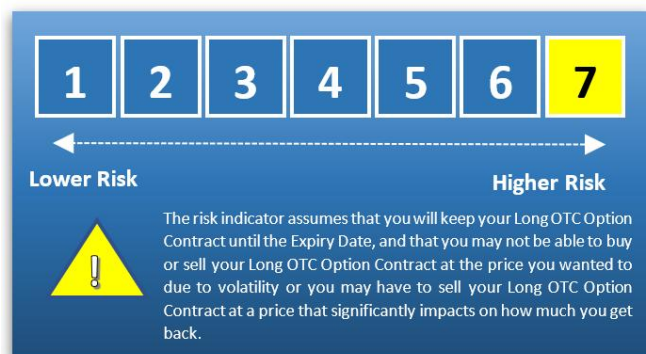 1 2 3 4 5 6 7
Lower Risk Higher Risk
!
The risk indicator assumes that you will keep your Long OTC Option
Contract until the Expiry Date, and that you may not be able to buy
or sell your Long OTC Option Contract at the price you wanted to
due to volatility or you may have to sell your Long OTC Option
Contract at a price that significantly impacts on how much you get
back.